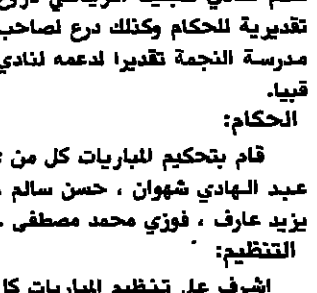 تقديرية للحكام وكذلك درع لصاحب
مدرسة النجمة تقديرا لدعمه لنادي
قبيا.
الحكام:
قام بتحكيم المباريات كل من
عبد الهادي شهوان ، حسن سالم ،
يزيد عارف ، فوزي محمد مصطفى .
التنظيم:
اشرف على تنظيم المباريات